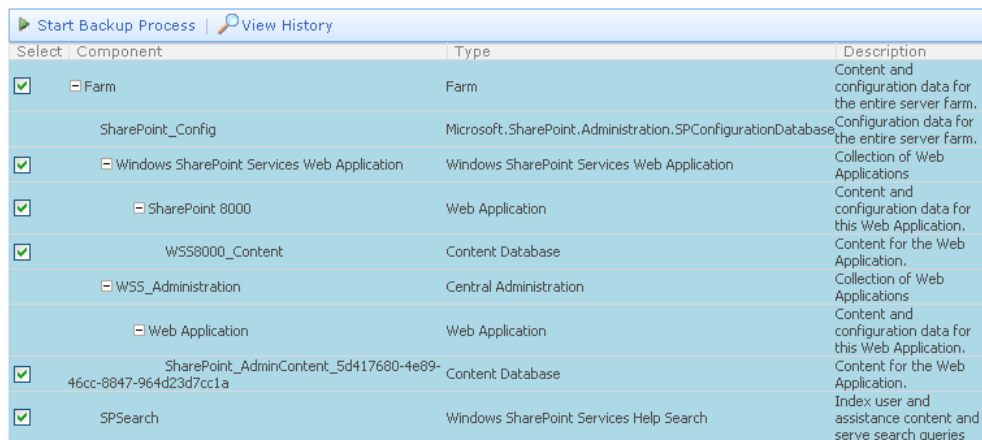 Start Backup Process | View History
Select Component Type Description
Farm Farm Content and
configuration data for
the entire server farm.
SharePoint_Config Microsoft.SharePoint.Administration.SPConfigurationDatabase Configuration data for
the entire server farm.
Windows SharePoint Services Web Application Windows SharePoint Services Web Application Collection of Web
Applications
SharePoint 8000 Web Application Content and
configuration data for
this Web Application.
WSS8000_Content Content Database Content for the Web
Application.
WSS_Administration Central Administration Collection of Web
Applications
Web Application Web Application Content and
configuration data for
this Web Application.
SharePoint_AdminContent_5d417680-4e89-
46cc-8847-964d23d7cc1a Content Database Content for the Web
Application.
SPSearch Windows SharePoint Services Help Search Index user and
assistance content and
serve search queries